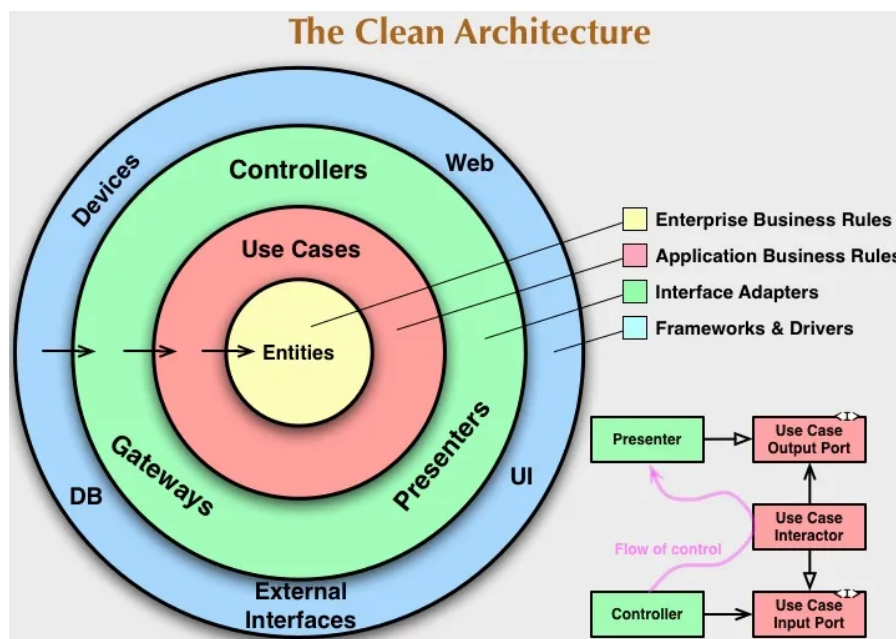 The Clean Architecture
Devices
Controllers
Web
Use Cases
Entities
Gateways
Presenters
DB
UI
External
Interfaces
Enterprise Business Rules
Application Business Rules
Interface Adapters
Frameworks & Drivers
Presenter
<I>
Use Case
Output Port
Use Case
Interactor
Flow of control
Controller
<I>
Use Case
Input Port